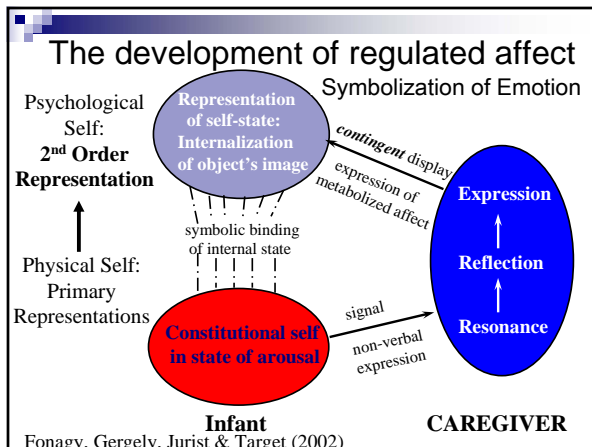 The development of regulated affect
Symbolization of Emotion
Psychological
Self:
2nd Order
Representation
Physical Self:
Primary
Representations
Representation
of self-state:
Internalization
of object's image
symbolic binding
of internal state
Constitutional self
in state of arousal
contingent display
expression of
metabolized affect
signal
non-verbal
expression
Expression
Reflection
Resonance
Infant
CAREGIVER
Fonagy, Gergely, Jurist & Target (2002)